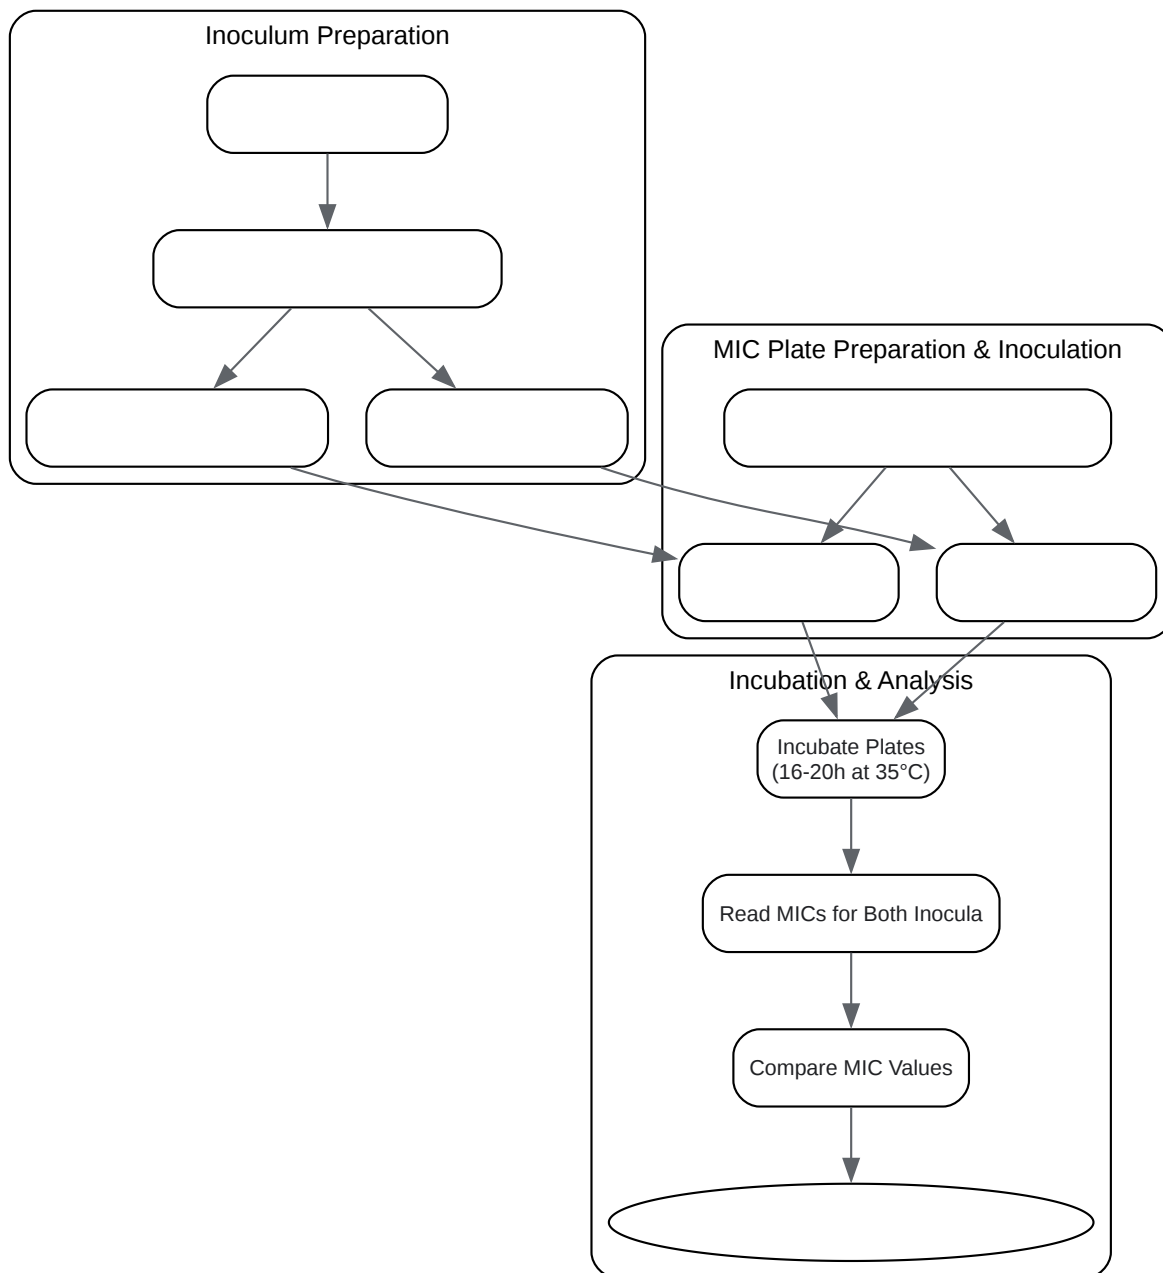 Inoculum Preparation
MIC Plate Preparation & Inoculation
Incubation & Analysis
Incubate Plates
(16-20h at 35°C)
Read MICs for Both Inocula
Compare MIC Values